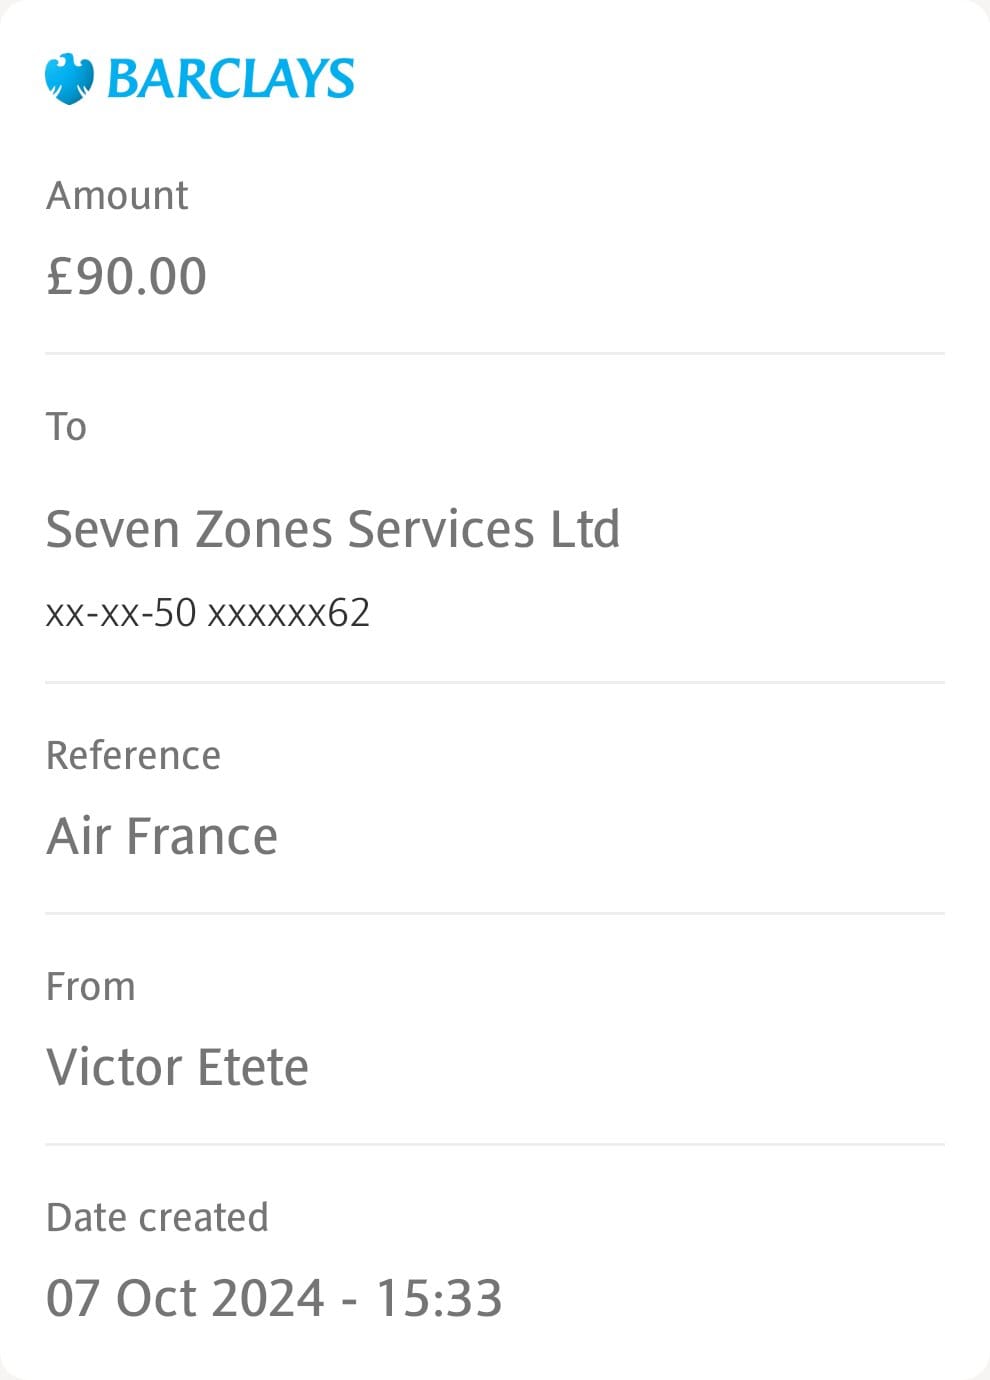 BARCLAYS
Amount
£90.00
To
Seven Zones Services Ltd
xx-xx-50 xxxxxx62
Reference
Air France
From
Victor Etete
Date created
07 Oct 2024 - 15:33